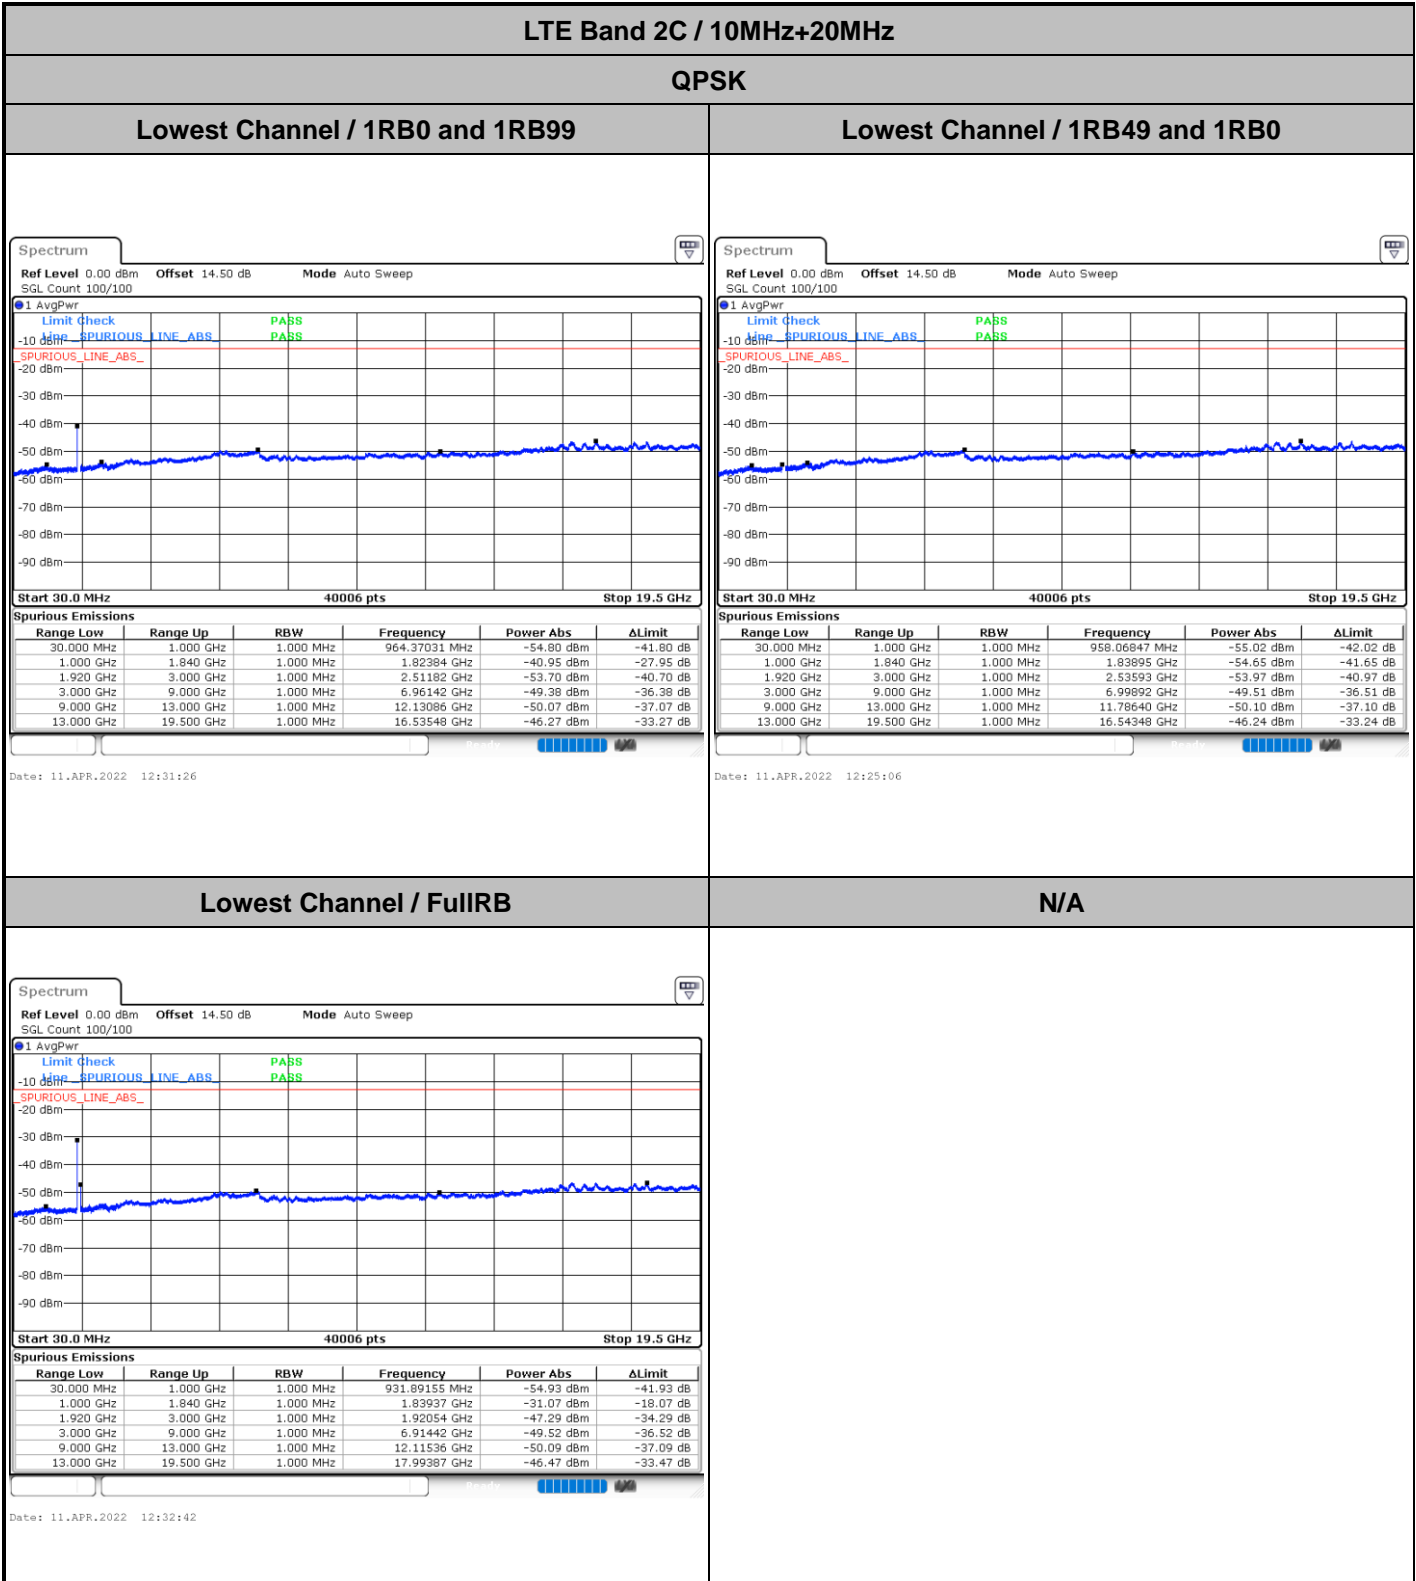 LTE Band 2C / 10MHz+20MHz
QPSK
Lowest Channel / 1RB0 and 1RB99
Lowest Channel / 1RB49 and 1RB0
Spectrum
Ref Level 0.00 dBm Offset 14.50 dB Mode Auto Sweep
SGL Count 100/100
1 AvgPwr
Limit Check PASS
Line _SPURIOUS_LINE_ABS_ PASS
_SPURIOUS_LINE_ABS_
-10 dBm
-20 dBm
-30 dBm
-40 dBm
-50 dBm
-60 dBm
-70 dBm
-80 dBm
-90 dBm
Start 30.0 MHz 40006 pts Stop 19.5 GHz
Spurious Emissions
Range Low Range Up RBW Frequency Power Abs ΔLimit
30.000 MHz 1.000 GHz 1.000 MHz 964.37031 MHz -54.80 dBm -41.80 dB
1.000 GHz 1.840 GHz 1.000 MHz 1.82384 GHz -40.95 dBm -27.95 dB
1.920 GHz 3.000 GHz 1.000 MHz 2.51182 GHz -53.70 dBm -40.70 dB
3.000 GHz 9.000 GHz 1.000 MHz 6.96142 GHz -49.38 dBm -36.38 dB
9.000 GHz 13.000 GHz 1.000 MHz 12.13086 GHz -50.07 dBm -37.07 dB
13.000 GHz 19.500 GHz 1.000 MHz 16.53548 GHz -46.27 dBm -33.27 dB
Ready
Date: 11.APR.2022 12:31:26
Spectrum
Ref Level 0.00 dBm Offset 14.50 dB Mode Auto Sweep
SGL Count 100/100
1 AvgPwr
Limit Check PASS
Line _SPURIOUS_LINE_ABS_ PASS
_SPURIOUS_LINE_ABS_
-10 dBm
-20 dBm
-30 dBm
-40 dBm
-50 dBm
-60 dBm
-70 dBm
-80 dBm
-90 dBm
Start 30.0 MHz 40006 pts Stop 19.5 GHz
Spurious Emissions
Range Low Range Up RBW Frequency Power Abs ΔLimit
30.000 MHz 1.000 GHz 1.000 MHz 958.06847 MHz -55.02 dBm -42.02 dB
1.000 GHz 1.840 GHz 1.000 MHz 1.83895 GHz -54.65 dBm -41.65 dB
1.920 GHz 3.000 GHz 1.000 MHz 2.53593 GHz -53.97 dBm -40.97 dB
3.000 GHz 9.000 GHz 1.000 MHz 6.99892 GHz -49.51 dBm -36.51 dB
9.000 GHz 13.000 GHz 1.000 MHz 11.78640 GHz -50.10 dBm -37.10 dB
13.000 GHz 19.500 GHz 1.000 MHz 16.54348 GHz -46.24 dBm -33.24 dB
Ready
Date: 11.APR.2022 12:25:06
Lowest Channel / FullRB
N/A
Spectrum
Ref Level 0.00 dBm Offset 14.50 dB Mode Auto Sweep
SGL Count 100/100
1 AvgPwr
Limit Check PASS
Line _SPURIOUS_LINE_ABS_ PASS
_SPURIOUS_LINE_ABS_
-10 dBm
-20 dBm
-30 dBm
-40 dBm
-50 dBm
-60 dBm
-70 dBm
-80 dBm
-90 dBm
Start 30.0 MHz 40006 pts Stop 19.5 GHz
Spurious Emissions
Range Low Range Up RBW Frequency Power Abs ΔLimit
30.000 MHz 1.000 GHz 1.000 MHz 931.89155 MHz -54.93 dBm -41.93 dB
1.000 GHz 1.840 GHz 1.000 MHz 1.83937 GHz -31.07 dBm -18.07 dB
1.920 GHz 3.000 GHz 1.000 MHz 1.92054 GHz -47.29 dBm -34.29 dB
3.000 GHz 9.000 GHz 1.000 MHz 6.91442 GHz -49.52 dBm -36.52 dB
9.000 GHz 13.000 GHz 1.000 MHz 12.11536 GHz -50.09 dBm -37.09 dB
13.000 GHz 19.500 GHz 1.000 MHz 17.99387 GHz -46.47 dBm -33.47 dB
Ready
Date: 11.APR.2022 12:32:42